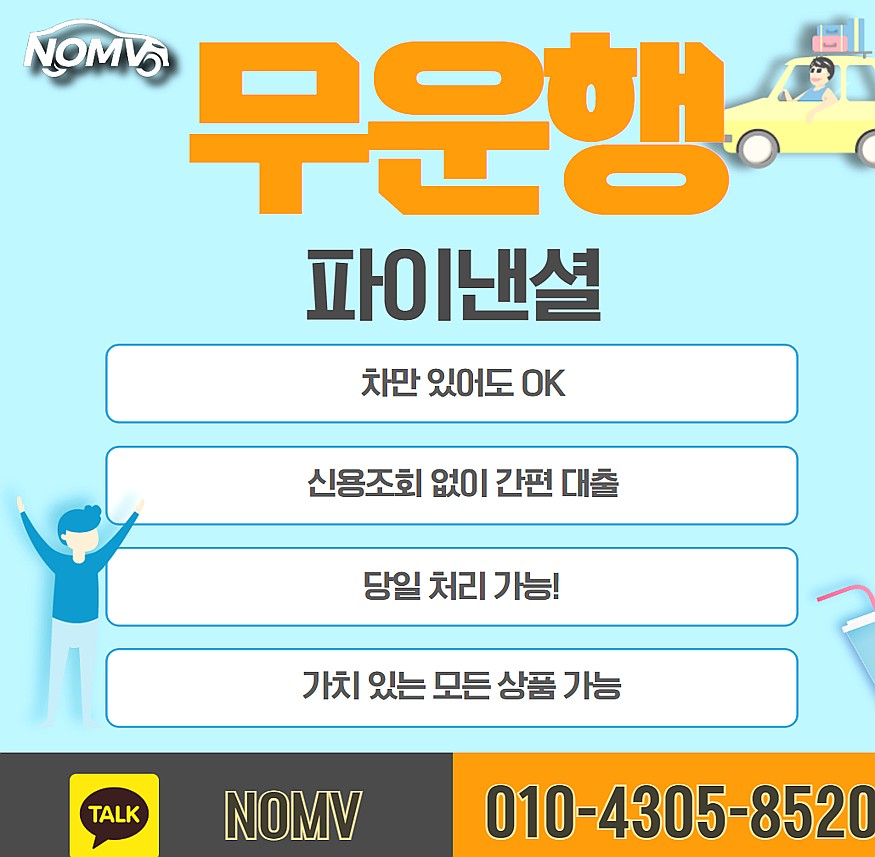 NOMV
무운행
파이낸셜
차만 있어도 OK
신용조회 없이 간편 대출
당일 처리 가능!
가치 있는 모든 상품 가능
TALK
NOMV
010-4305-8520